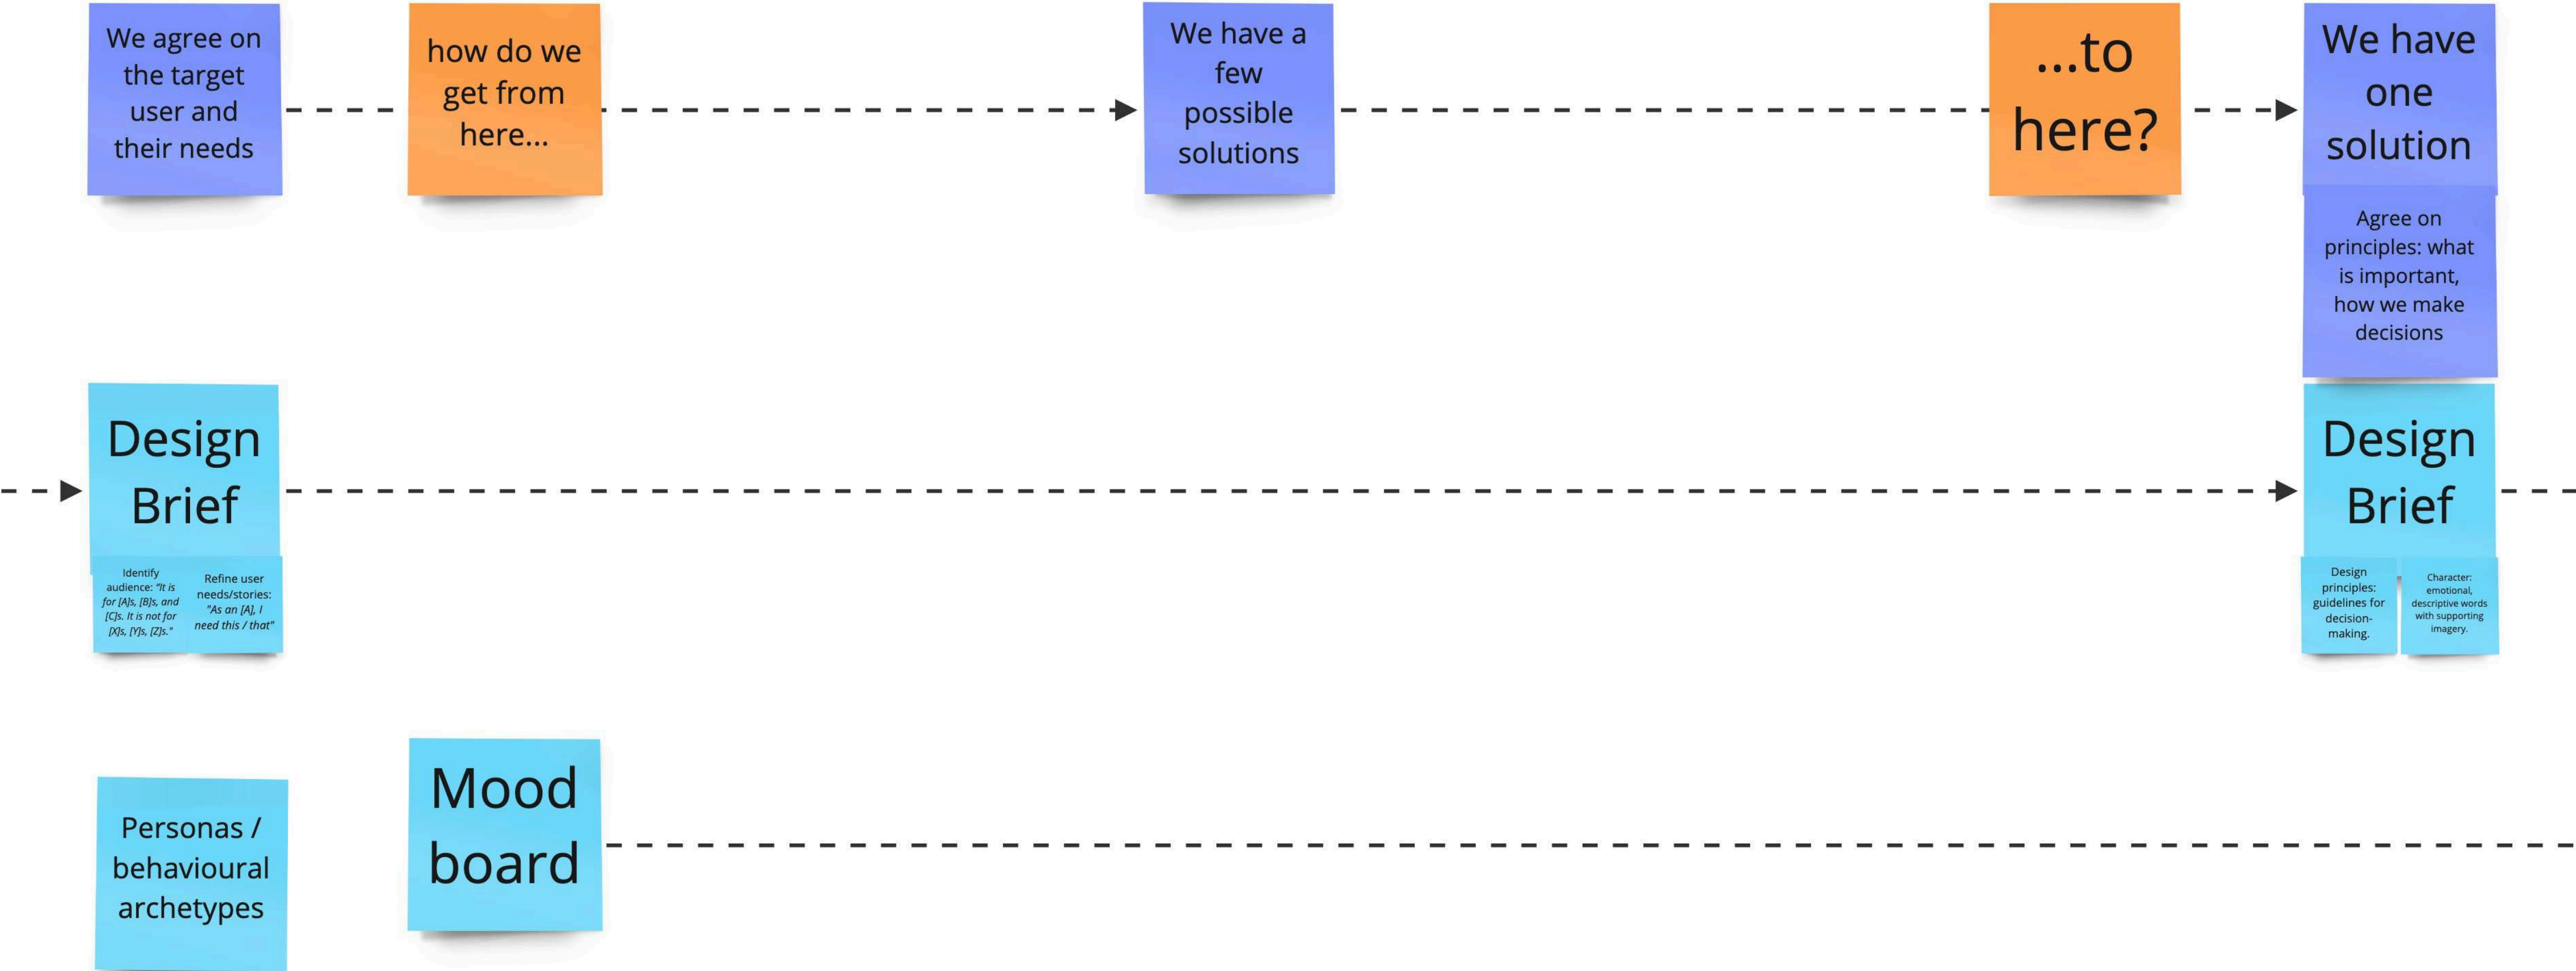 We agree on
the target
user and
their needs
how do we
get from
here...
We have a
few
possible
solutions
...to
here?
We have
one
solution
Agree on
principles: what
is important,
how we make
decisions
Design
Brief
Identify
audience: "It is
for [A]s, [B]s, and
[C]s. It is not for
[X]s, [Y]s, [Z]s."
Refine user
needs/stories:
"As an [A], I
need this / that"
Design
Brief
Design
principles:
guidelines for
decision-
making.
Character:
emotional,
descriptive words
with supporting
imagery.
Personas /
behavioural
archetypes
Mood
board